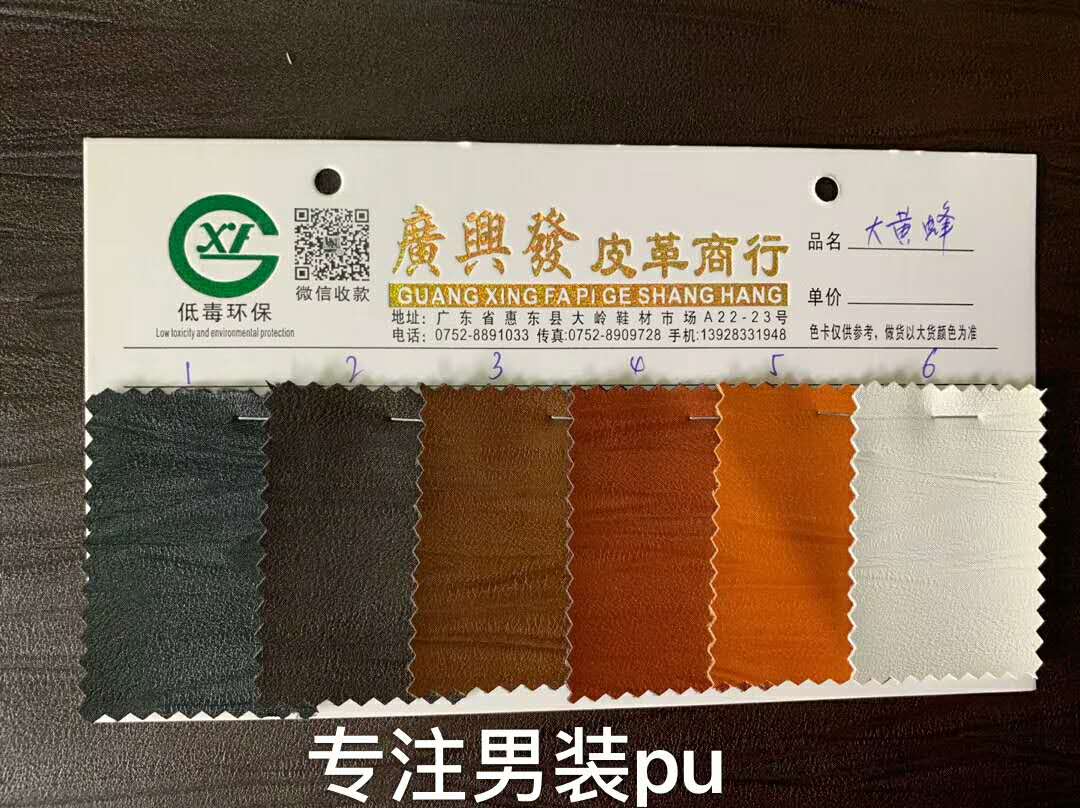 XF
低毒环保
Low toxicity and environmental protection
微信收款
廣興發皮革商行
GUANG XING FA PI GE SHANG HANG
地址：广东省惠东县大岭鞋材市场A22-23号
电话：0752-8891033 传真:0752-8909728 手机:13928331948
品名 大黄蜂
单价
色卡仅供参考，做货以大货颜色为准
1 2 3 4 5 6
专注男装pu